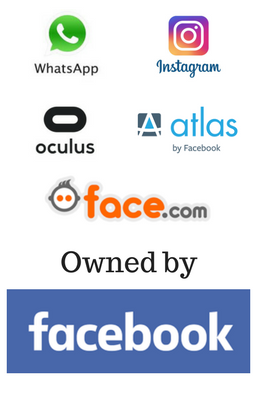 WhatsApp
Instagram
oculus
atlas
by Facebook
face.com
Owned by
facebook